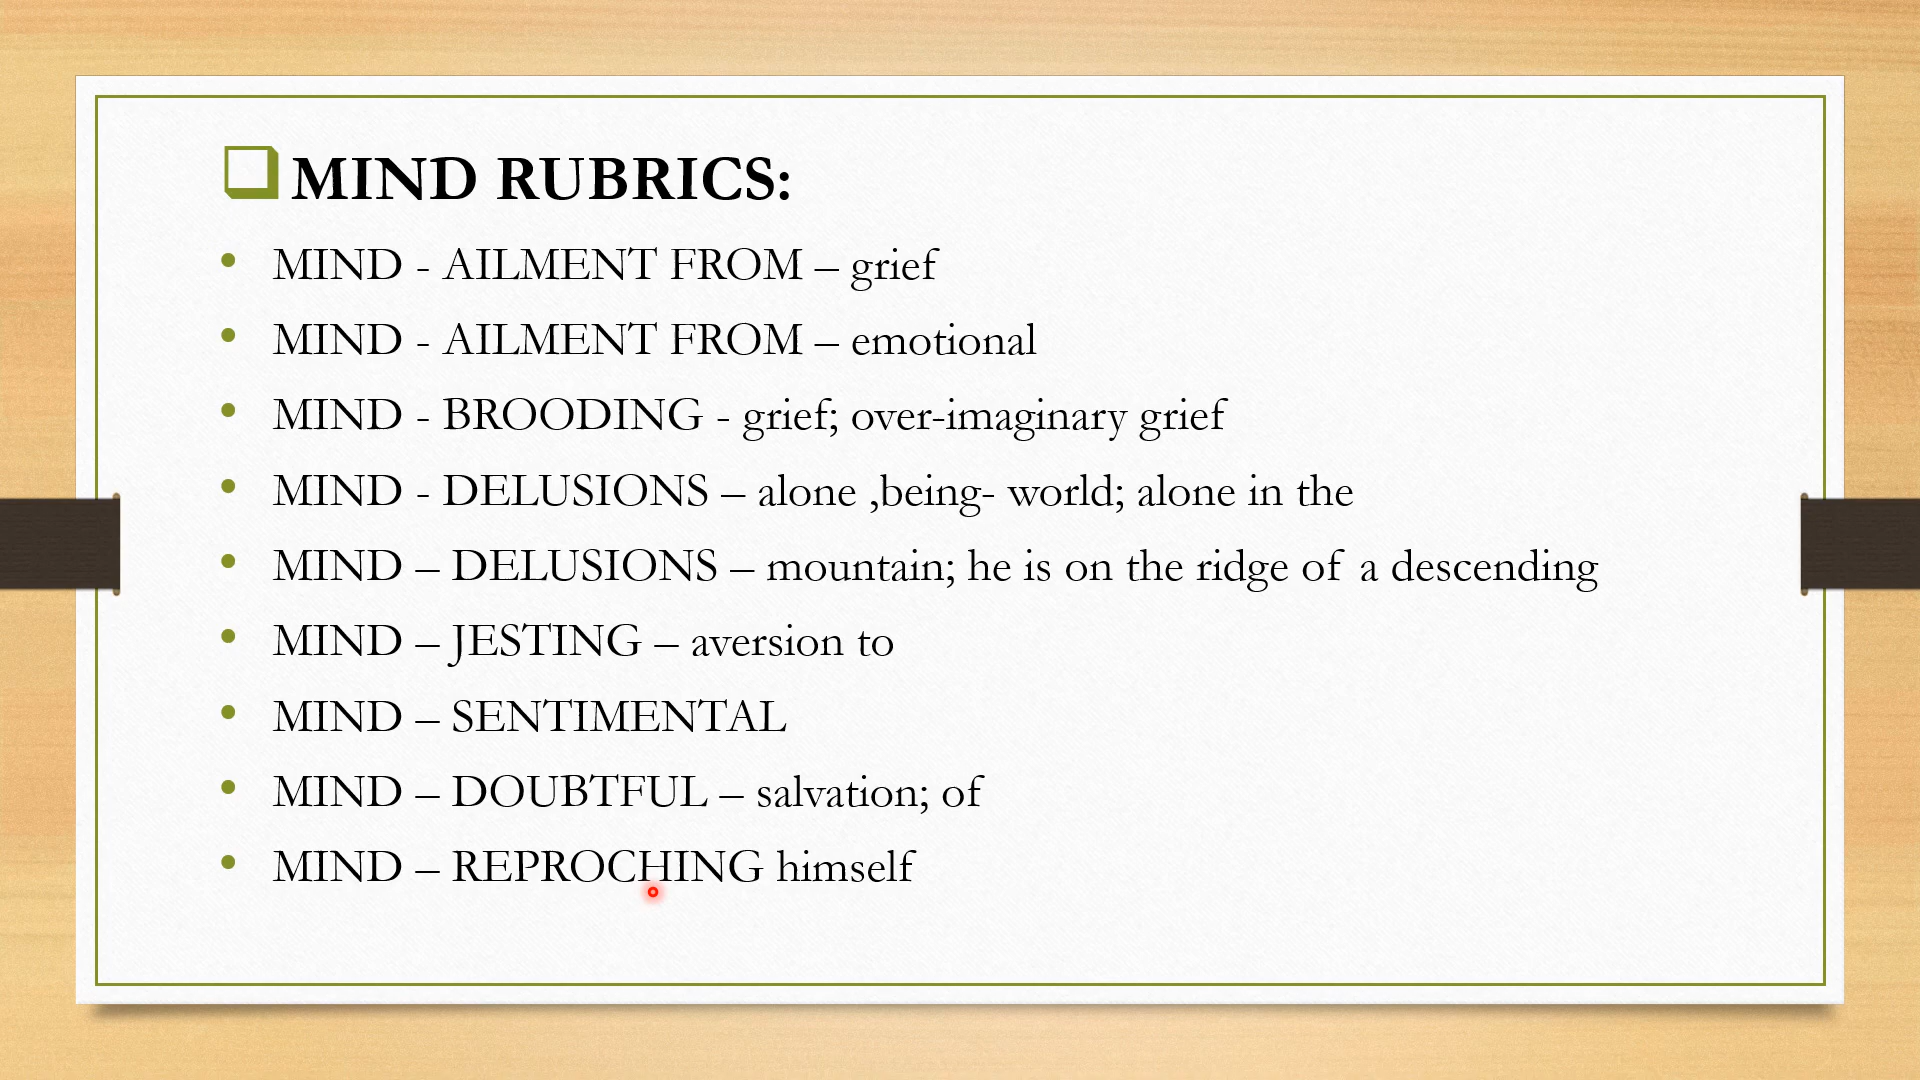 MIND RUBRICS:
MIND - AILMENT FROM – grief
MIND - AILMENT FROM – emotional
MIND - BROODING - grief; over-imaginary grief
MIND - DELUSIONS – alone ,being- world; alone in the
MIND – DELUSIONS – mountain; he is on the ridge of a descending
MIND – JESTING – aversion to
MIND – SENTIMENTAL
MIND – DOUBTFUL – salvation; of
MIND – REPROCHING himself